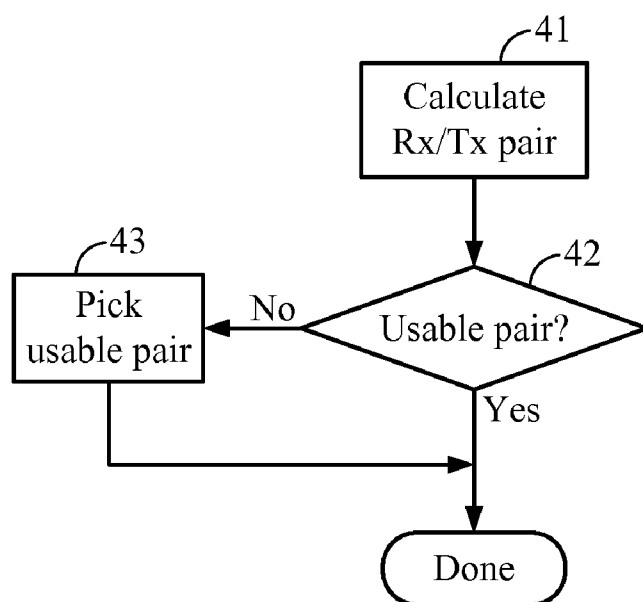 41
Calculate
Rx/Tx pair
43
42
Pick
usable pair
No
Usable pair?
Yes
Done